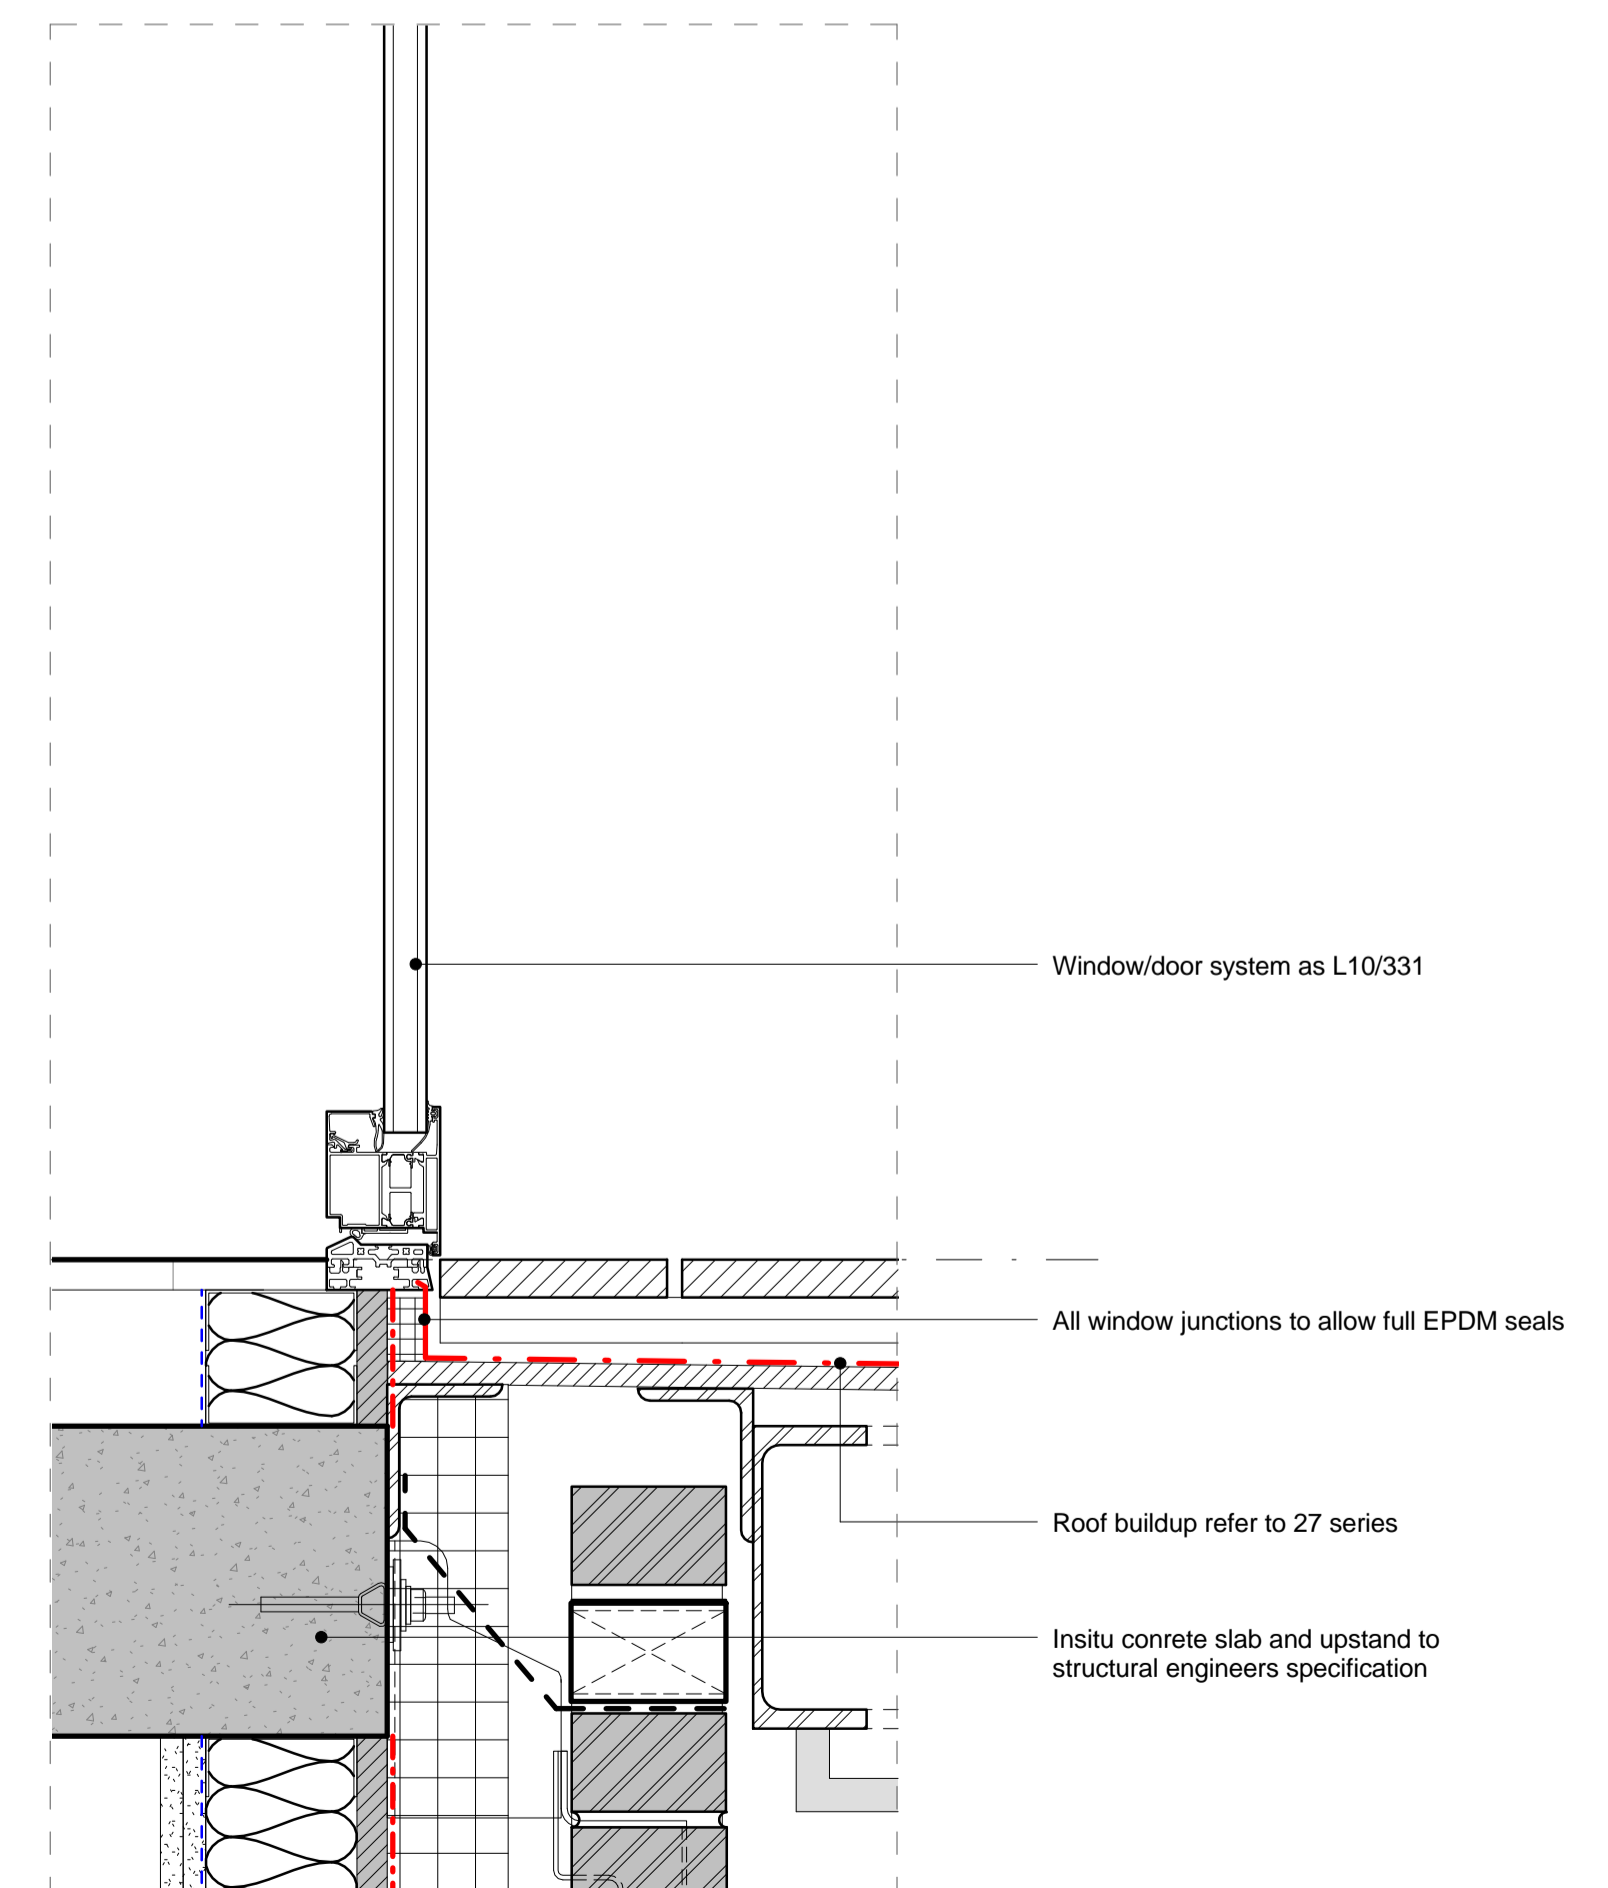 Window/door system as L10/331
All window junctions to allow full EPDM seals
Roof buildup refer to 27 series
Insitu conrete slab and upstand to
structural engineers specification